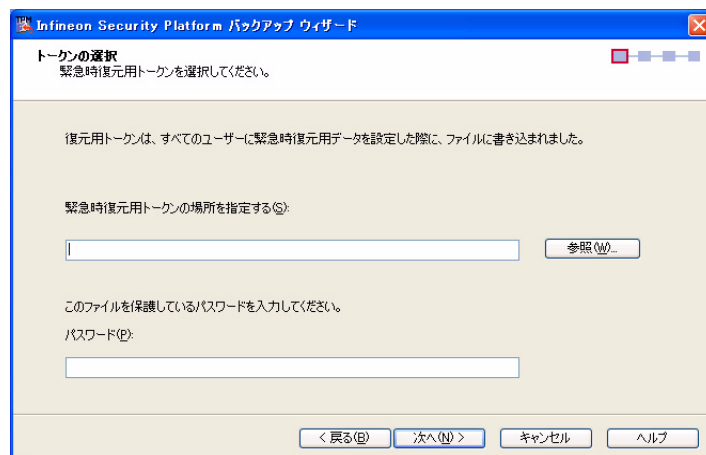 Infineon Security Platform バックアップ ウィザード
トークンの選択
緊急時復元用トークンを選択してください。
復元用トークンは、すべてのユーザーに緊急時復元用データを設定した際に、ファイルに書き込まれました。
緊急時復元用トークンの場所を指定する(S):
参照(W)...
このファイルを保護しているパスワードを入力してください。
パスワード(P):
< 戻る(B) 次へ(N) > キャンセル ヘルプ